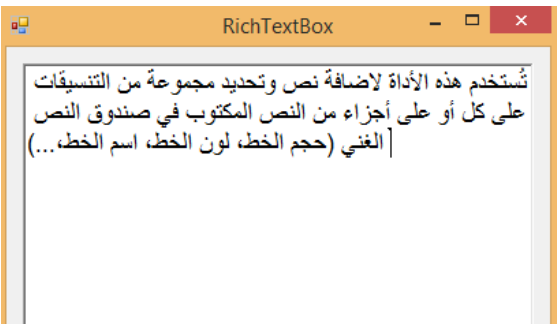 RichTextBox
تُستخدم هذه الأداة لاضافة نص وتحديد مجموعة من التنسيقات
على كل أو على أجزاء من النص المكتوب في صندوق النص
الغني (حجم الخط، لون الخط، اسم الخط،...)